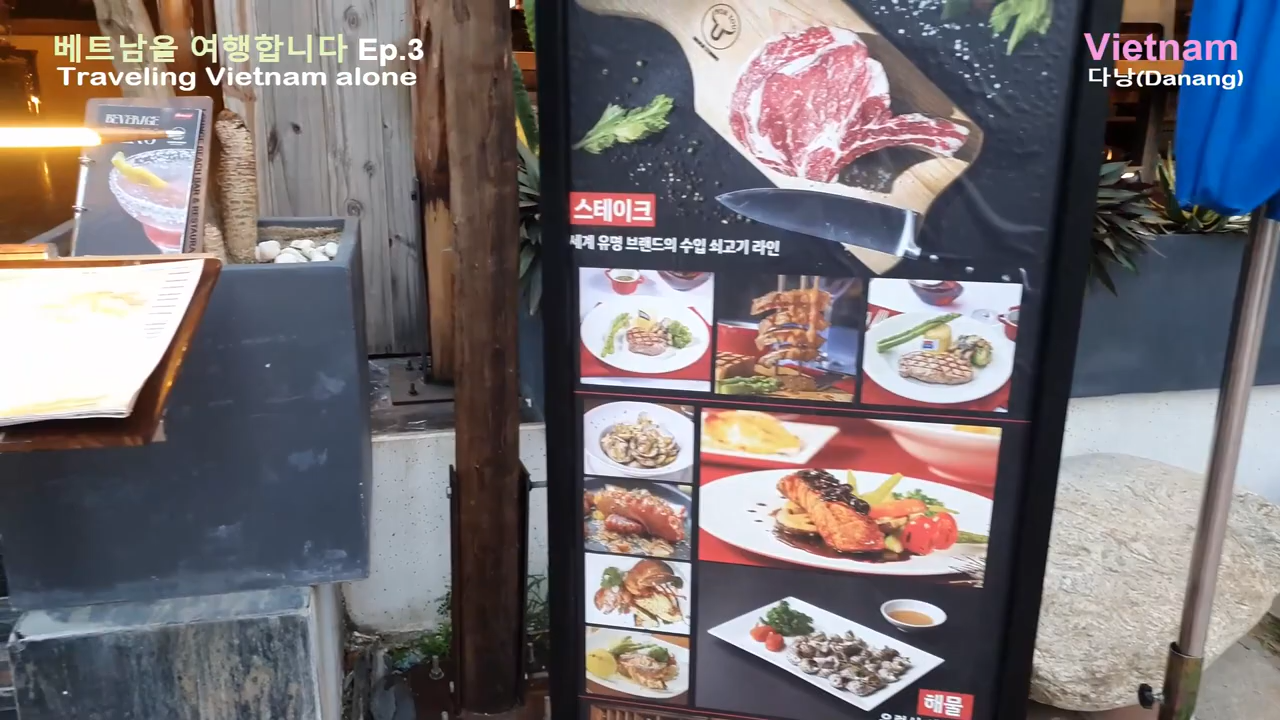 베트남을 여행합니다 Ep.3
Traveling Vietnam alone
Vietnam
다낭(Danang)
BEVERAGE
스테이크
세계 유명 브랜드의 수입 쇠고기 라인
해물